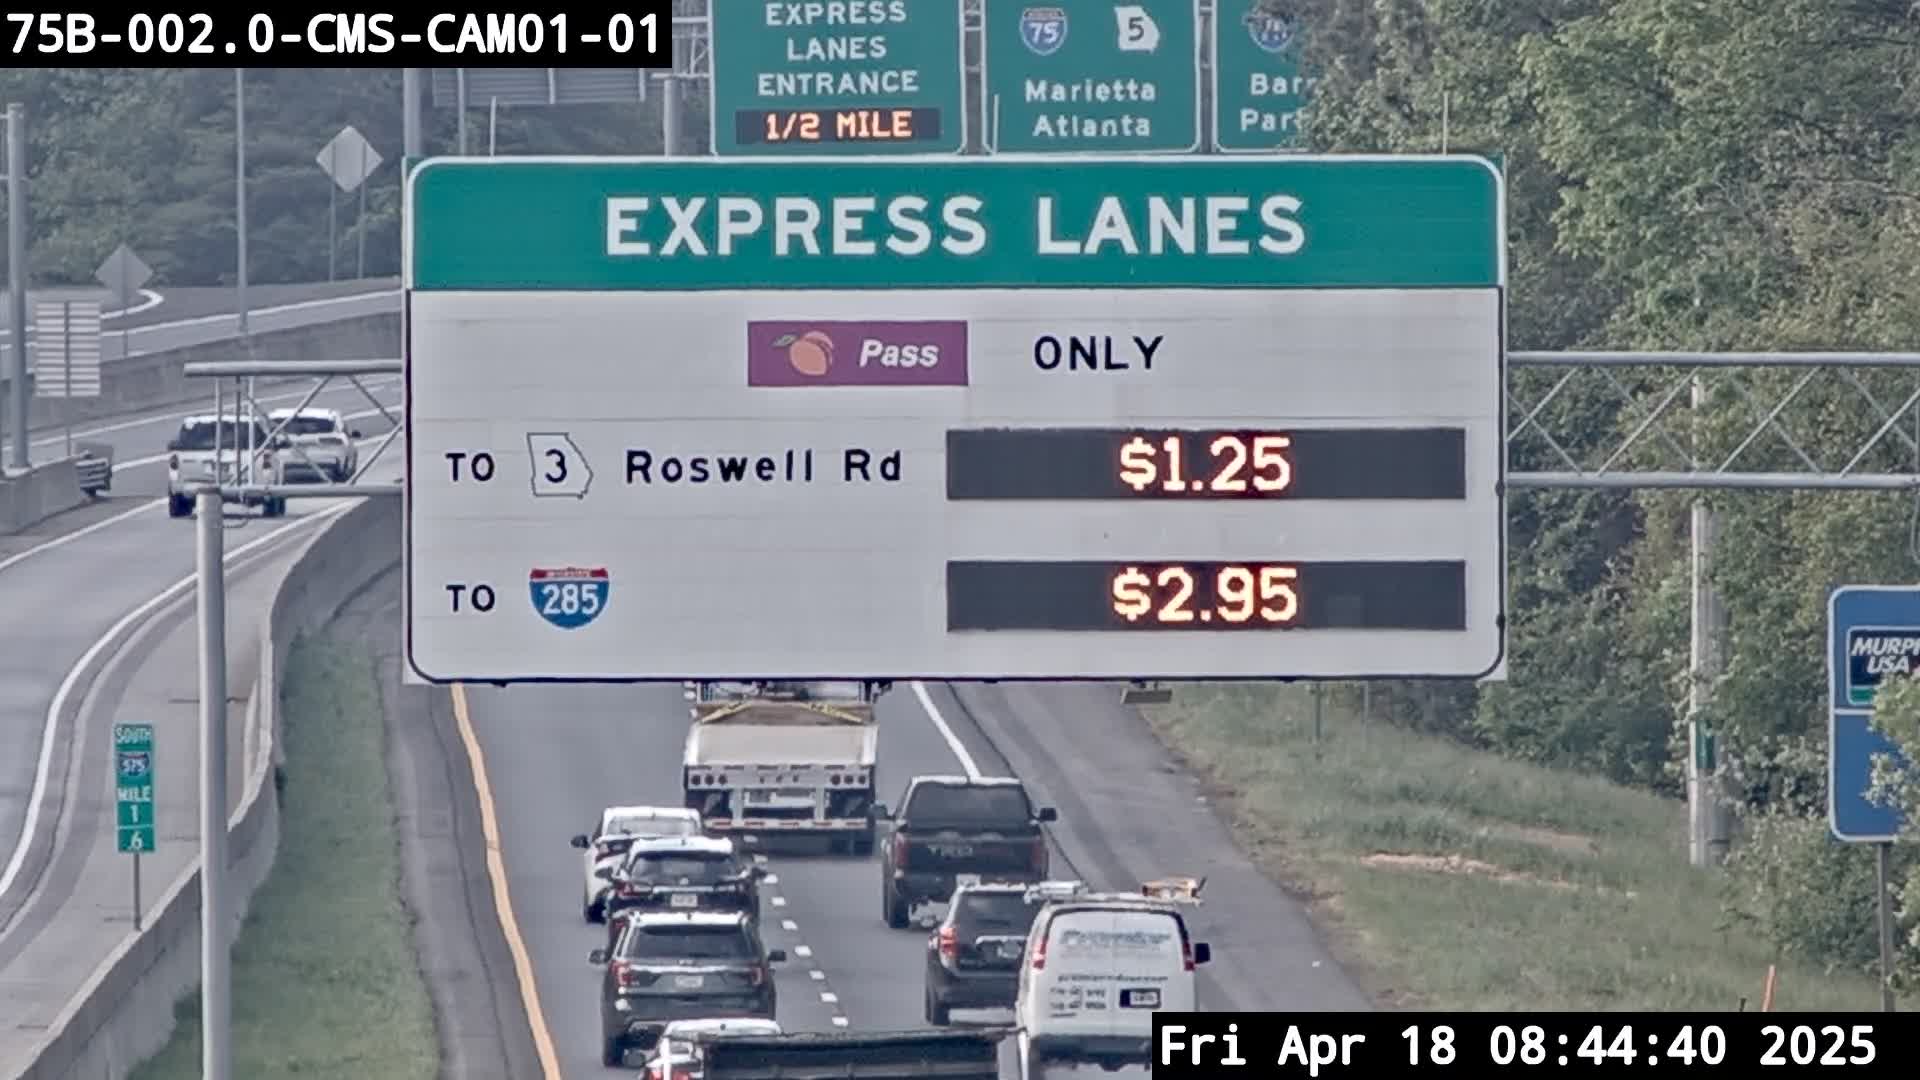 75B-002.0-CMS-CAM01-01
EXPRESS
LANES
ENTRANCE
1/2 MILE
75 5
Marietta
Atlanta
EXPRESS LANES
Pass ONLY
TO 3 Roswell Rd $1.25
TO 285 $2.95
SOUTH
575
MILE
1
.6
USA
Fri Apr 18 08:44:40 2025